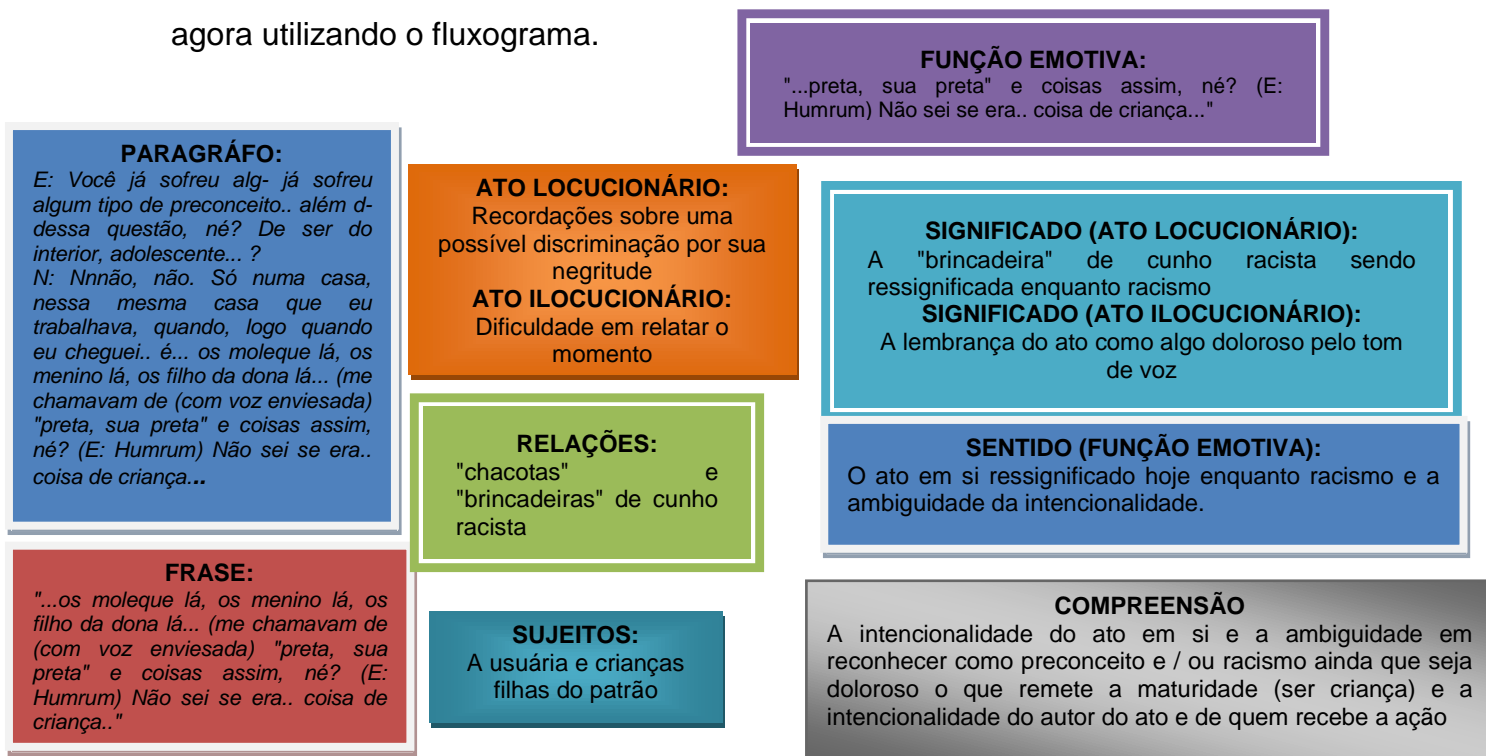 agora utilizando o fluxograma.
FUNÇÃO EMOTIVA:
"...preta, sua preta" e coisas assim, né? (E:
Humrum) Não sei se era.. coisa de criança..."
PARAGRÁFO:
E: Você já sofreu alg- já sofreu
algum tipo de preconceito.. além d-
dessa questão, né? De ser do
interior, adolescente... ?
N: Nnnão, não. Só numa casa,
nessa mesma casa que eu
trabalhava, quando, logo quando
eu cheguei.. é... os moleque lá, os
menino lá, os filho da dona lá... (me
chamavam de (com voz enviesada)
"preta, sua preta" e coisas assim,
né? (E: Humrum) Não sei se era..
coisa de criança...
FRASE:
"...os moleque lá, os menino lá, os
filho da dona lá... (me chamavam de
(com voz enviesada) "preta, sua
preta" e coisas assim, né? (E:
Humrum) Não sei se era.. coisa de
criança.."
ATO LOCUCIONÁRIO:
Recordações sobre uma
possível discriminação por sua
negritude
ATO ILOCUCIONÁRIO:
Dificuldade em relatar o
momento
RELAÇÕES:
"chacotas" e
"brincadeiras" de cunho
racista
SUJEITOS:
A usuária e crianças
filhas do patrão
SIGNIFICADO (ATO LOCUCIONÁRIO):
A "brincadeira" de cunho racista sendo
ressignificada enquanto racismo
SIGNIFICADO (ATO ILOCUCIONÁRIO):
A lembrança do ato como algo doloroso pelo tom
de voz
SENTIDO (FUNÇÃO EMOTIVA):
O ato em si ressignificado hoje enquanto racismo e a
ambiguidade da intencionalidade.
COMPREENSÃO
A intencionalidade do ato em si e a ambiguidade em
reconhecer como preconceito e / ou racismo ainda que seja
doloroso o que remete a maturidade (ser criança) e a
intencionalidade do autor do ato e de quem recebe a ação